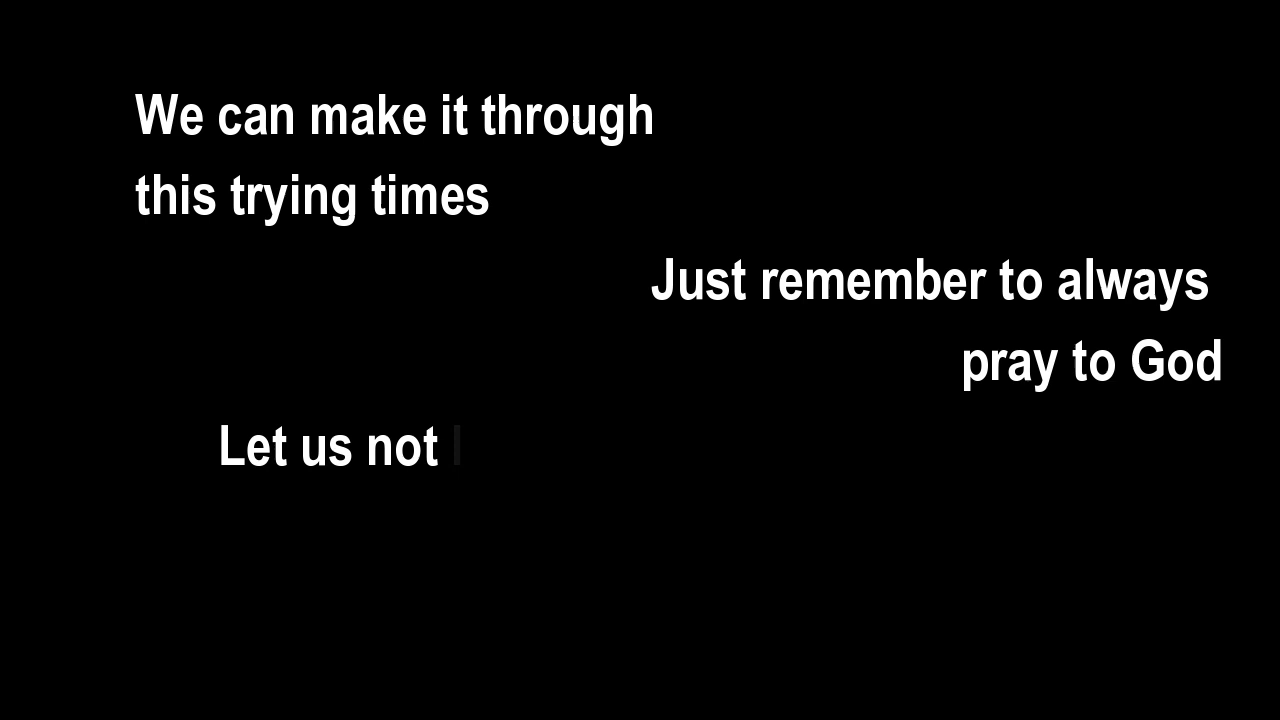 We can make it through
this trying times
Just remember to always
pray to God
Let us not